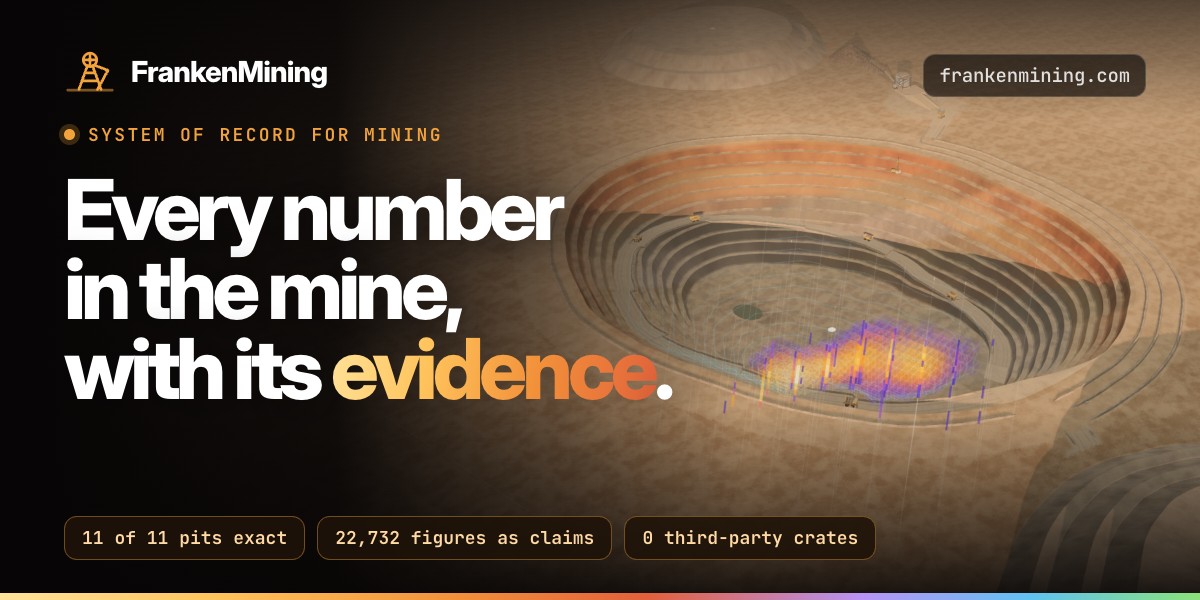 FrankenMining
frankenmining.com
SYSTEM OF RECORD FOR MINING
Every number
in the mine,
with its evidence.
11 of 11 pits exact
22,732 figures as claims
0 third-party crates